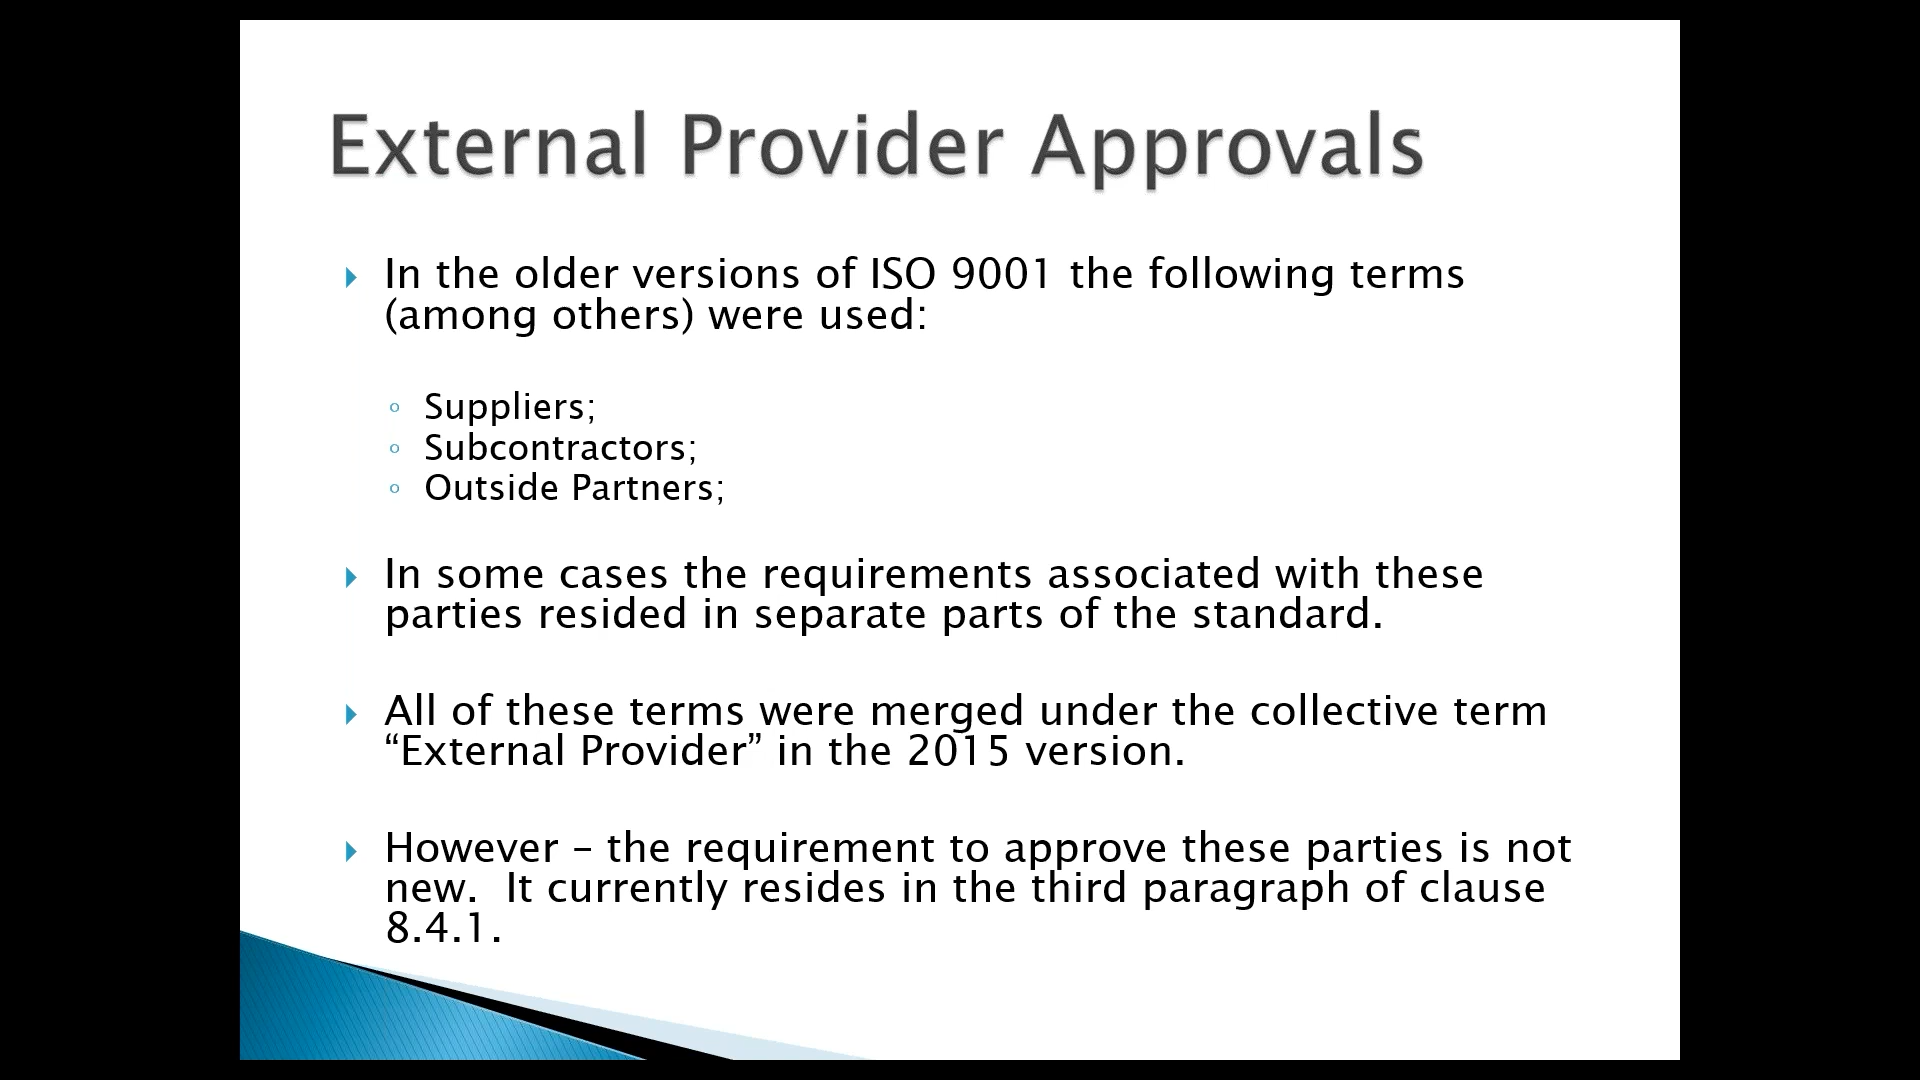 External Provider Approvals
In the older versions of ISO 9001 the following terms
(among others) were used:
Suppliers;
Subcontractors;
Outside Partners;
In some cases the requirements associated with these
parties resided in separate parts of the standard.
All of these terms were merged under the collective term
“External Provider” in the 2015 version.
However – the requirement to approve these parties is not
new.  It currently resides in the third paragraph of clause
8.4.1.